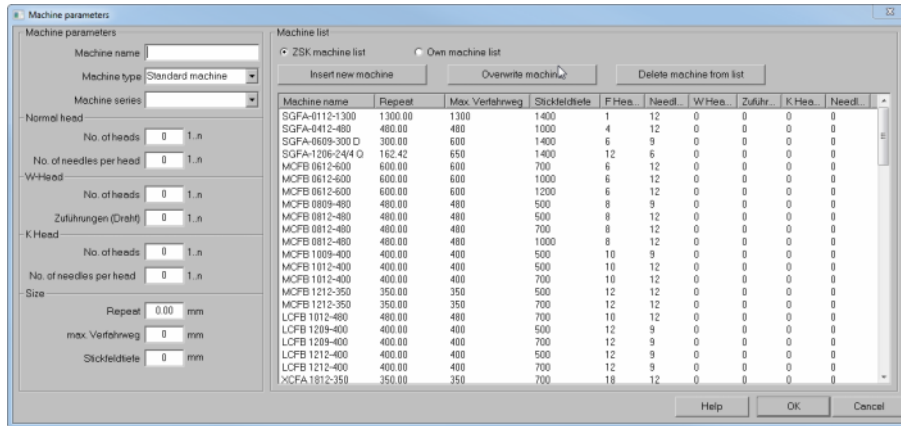 Machine parameters
Machine parameters
Machine name
Machine type Standard machine
Machine series
Normal head
No. of heads 0 1..n
No. of needles per head 0 1..n
W-Head
No. of heads 0 1..n
Zuführungen (Draht) 0 1..n
K Head
No. of heads 0 1..n
No. of needles per head 0 1..n
Size
Repeat 0.00 mm
max. Verfahrweg 0 mm
Stickfeldtiefe 0 mm
Machine list
ZSK machine list Own machine list
Insert new machine Overwrite machine Delete machine from list
Machine name Repeat Max. Verfahrweg Stickfeldtiefe F Hea... Needl... W Hea... Zuführ... K Hea... Needl...
SGFA-0112-1300 1300.00 1300 1400 1 12 0 0 0 0
SGFA-0412-480 480.00 480 1000 4 12 0 0 0 0
SGFA-0609-300 D 300.00 600 1400 6 9 0 0 0 0
SGFA-1206-24/4 Q 162.42 650 1400 12 6 0 0 0 0
MCFB 0612-600 600.00 600 700 6 12 0 0 0 0
MCFB 0612-600 600.00 600 1000 6 12 0 0 0 0
MCFB 0612-600 600.00 600 1200 6 12 0 0 0 0
MCFB 0809-480 480.00 480 500 8 9 0 0 0 0
MCFB 0812-480 480.00 480 500 8 12 0 0 0 0
MCFB 0812-480 480.00 480 700 8 12 0 0 0 0
MCFB 0812-480 480.00 480 1000 8 12 0 0 0 0
MCFB 1009-400 400.00 400 500 10 9 0 0 0 0
MCFB 1012-400 400.00 400 500 10 12 0 0 0 0
MCFB 1012-400 400.00 400 700 10 12 0 0 0 0
MCFB 1212-350 350.00 350 500 12 12 0 0 0 0
MCFB 1212-350 350.00 350 700 12 12 0 0 0 0
LCFB 1012-480 480.00 480 700 10 12 0 0 0 0
LCFB 1209-400 400.00 400 500 12 9 0 0 0 0
LCFB 1209-400 400.00 400 700 12 9 0 0 0 0
LCFB 1212-400 400.00 400 500 12 9 0 0 0 0
LCFB 1212-400 400.00 400 700 12 9 0 0 0 0
XCFA 1812-350 350.00 350 700 18 12 0 0 0 0
Help OK Cancel